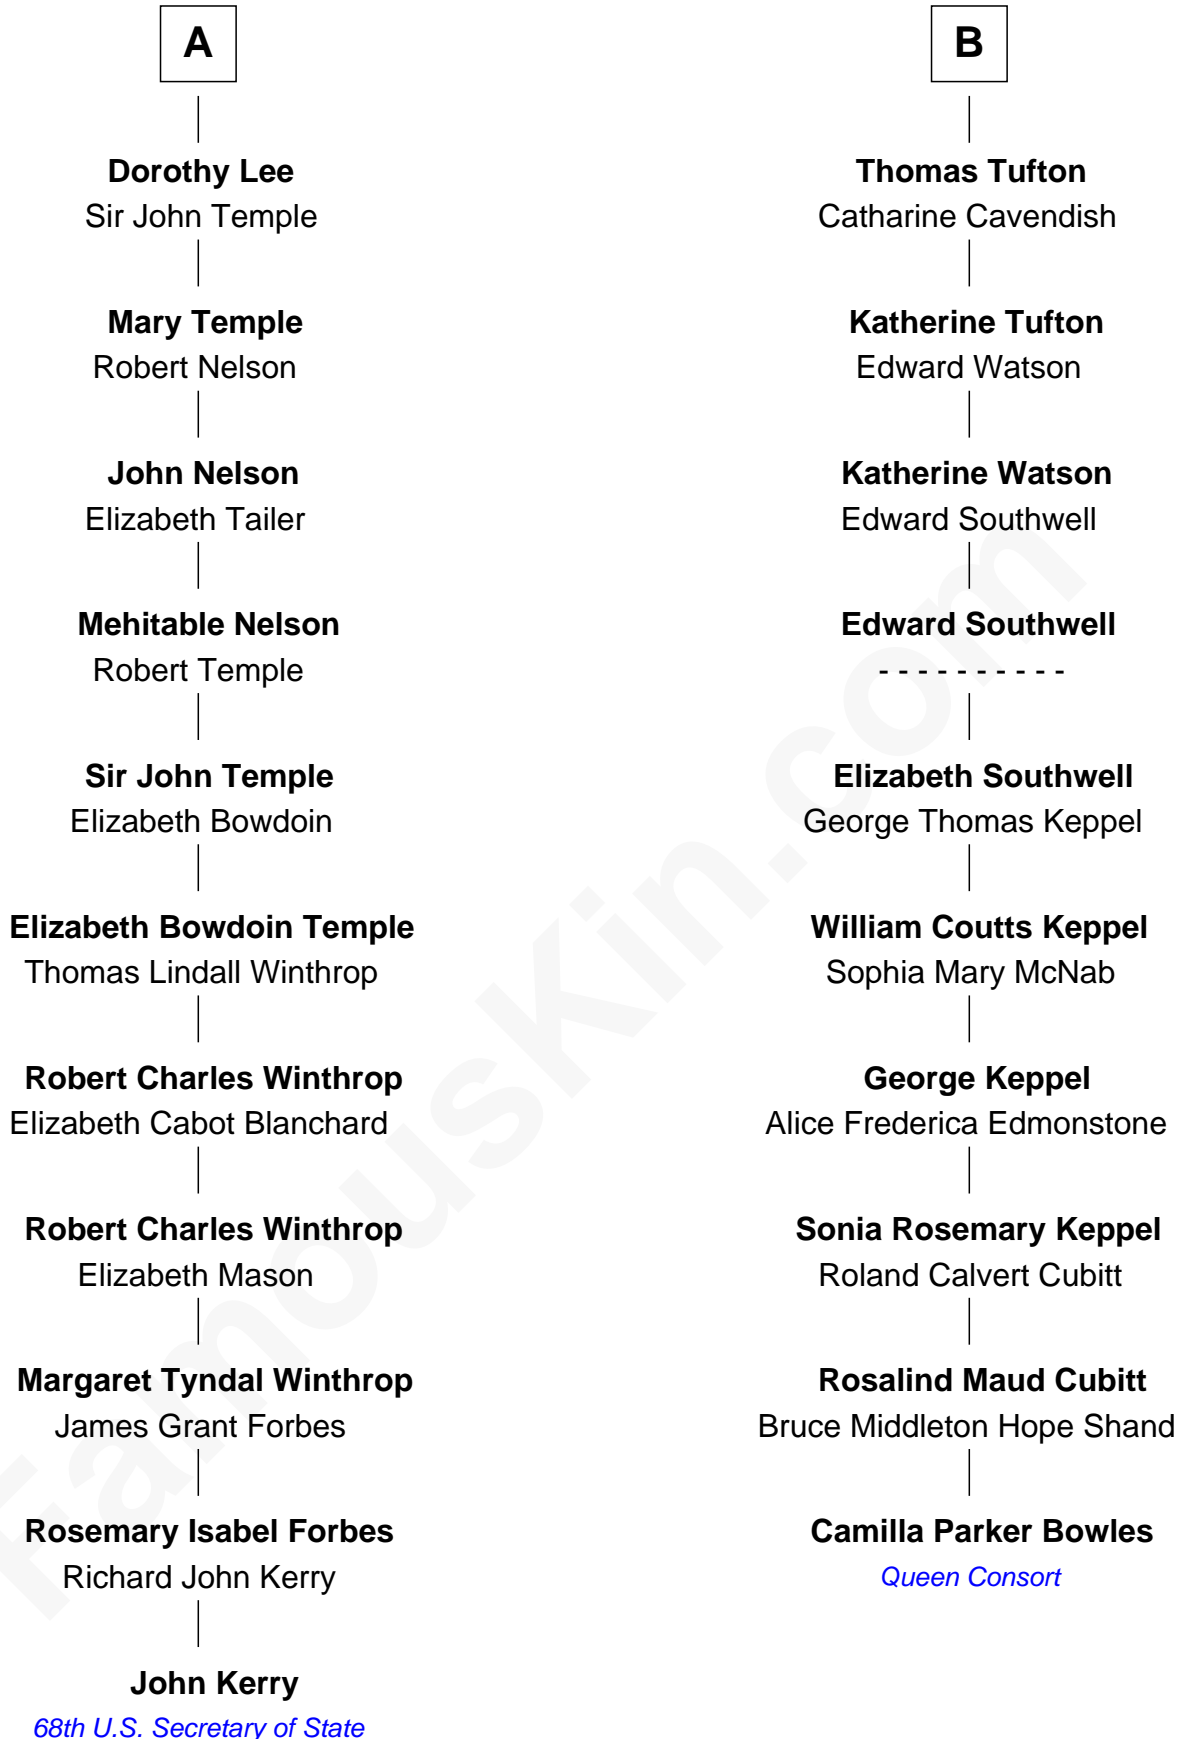 A
Dorothy Lee
Sir John Temple
Mary Temple
Robert Nelson
John Nelson
Elizabeth Tailer
Mehitable Nelson
Robert Temple
Sir John Temple
Elizabeth Bowdoin
Elizabeth Bowdoin Temple
Thomas Lindall Winthrop
Robert Charles Winthrop
Elizabeth Cabot Blanchard
Robert Charles Winthrop
Elizabeth Mason
Margaret Tyndal Winthrop
James Grant Forbes
Rosemary Isabel Forbes
Richard John Kerry
John Kerry
68th U.S. Secretary of State
B
Thomas Tufton
Catharine Cavendish
Katherine Tufton
Edward Watson
Katherine Watson
Edward Southwell
Edward Southwell
- - - - - - - - - -
Elizabeth Southwell
George Thomas Keppel
William Coutts Keppel
Sophia Mary McNab
George Keppel
Alice Frederica Edmonstone
Sonia Rosemary Keppel
Roland Calvert Cubitt
Rosalind Maud Cubitt
Bruce Middleton Hope Shand
Camilla Parker Bowles
Queen Consort
FamousKin.com